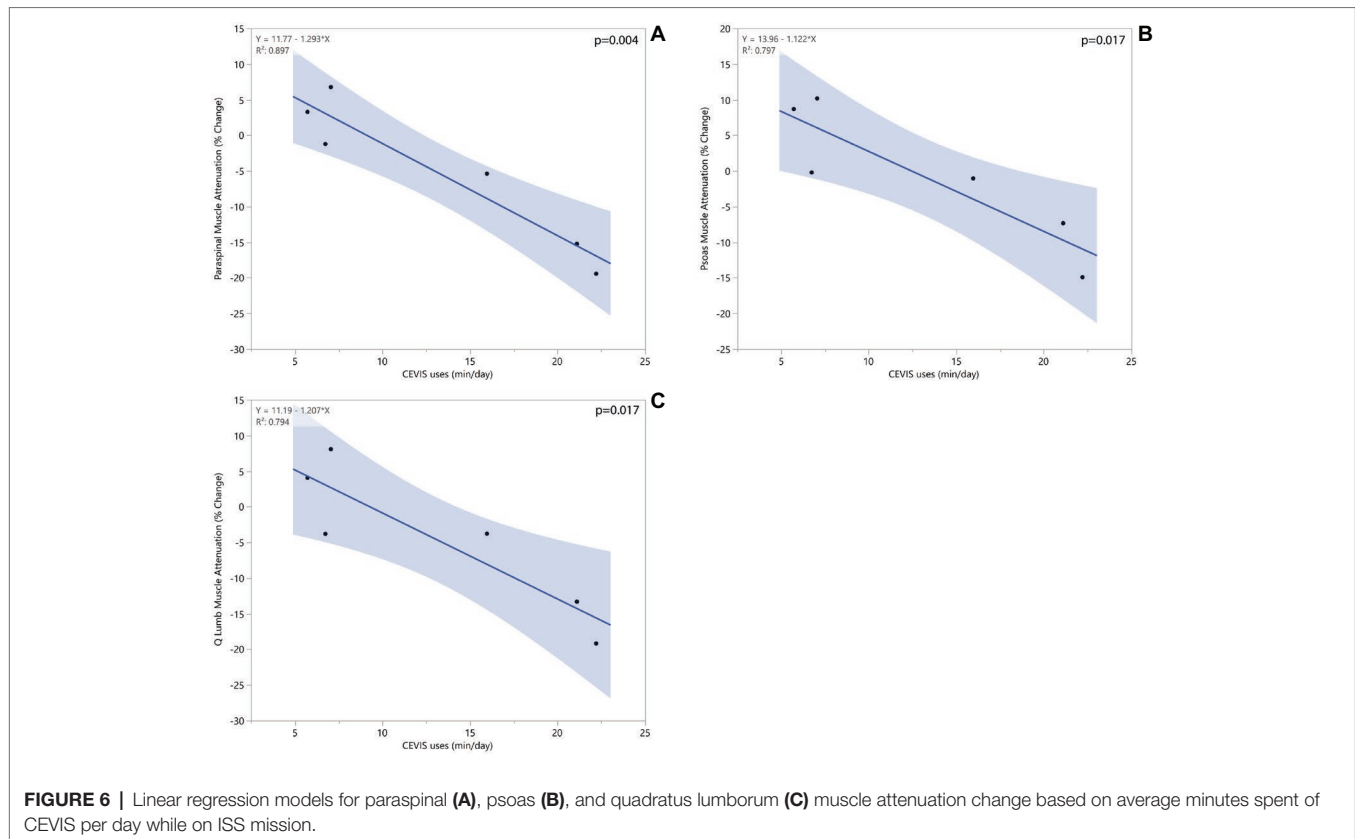 Y = 11.77 - 1.293*X
R²: 0.897
p=0.004
A
15
10
5
0
-5
-10
-15
-20
-25
-30
Paraspinal Muscle Attenuation (% Change)
5
10
15
20
25
CEVIS uses (min/day)
Y = 13.96 - 1.122*X
R²: 0.797
p=0.017
B
20
15
10
5
0
-5
-10
-15
-20
-25
Psoas Muscle Attenuation (% Change)
5
10
15
20
25
CEVIS uses (min/day)
Y = 11.19 - 1.207*X
R²: 0.794
p=0.017
C
15
10
5
0
-5
-10
-15
-20
-25
-30
Q Lumb Muscle Attenuation (% Change)
5
10
15
20
25
CEVIS uses (min/day)
FIGURE 6 | Linear regression models for paraspinal (A), psoas (B), and quadratus lumborum (C) muscle attenuation change based on average minutes spent of
CEVIS per day while on ISS mission.